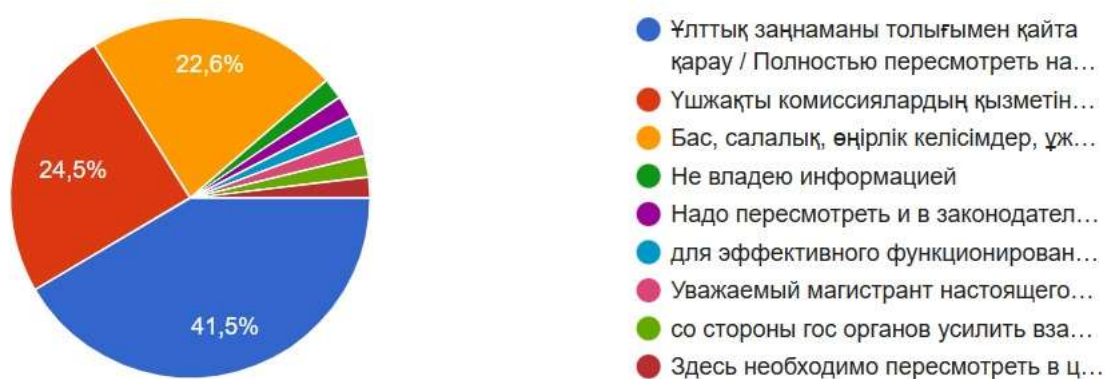 22,6%
24,5%
41,5%
Ұлттық заңнаманы толығымен қайта
қарау / Полностью пересмотреть на…
Үшжақты комиссиялардың қызметін…
Бас, салалық, өңірлік келісімдер, ұж…
Не владею информацией
Надо пересмотреть и в законодател…
для эффективного функционирован…
Уважаемый магистрант настоящего…
со стороны гос органов усилить вза…
Здесь необходимо пересмотреть в ц…